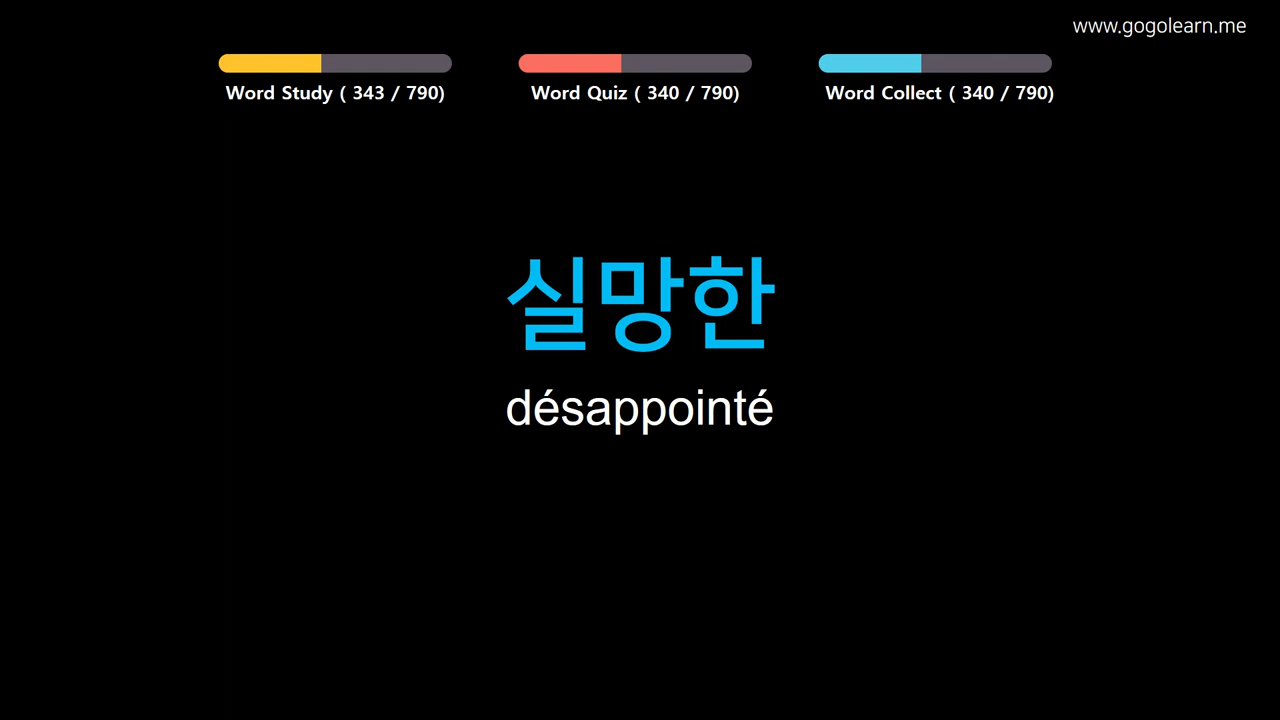 www.gogolearn.me
Word Study ( 343 / 790)
Word Quiz ( 340 / 790)
Word Collect ( 340 / 790)
실망한
désappointé